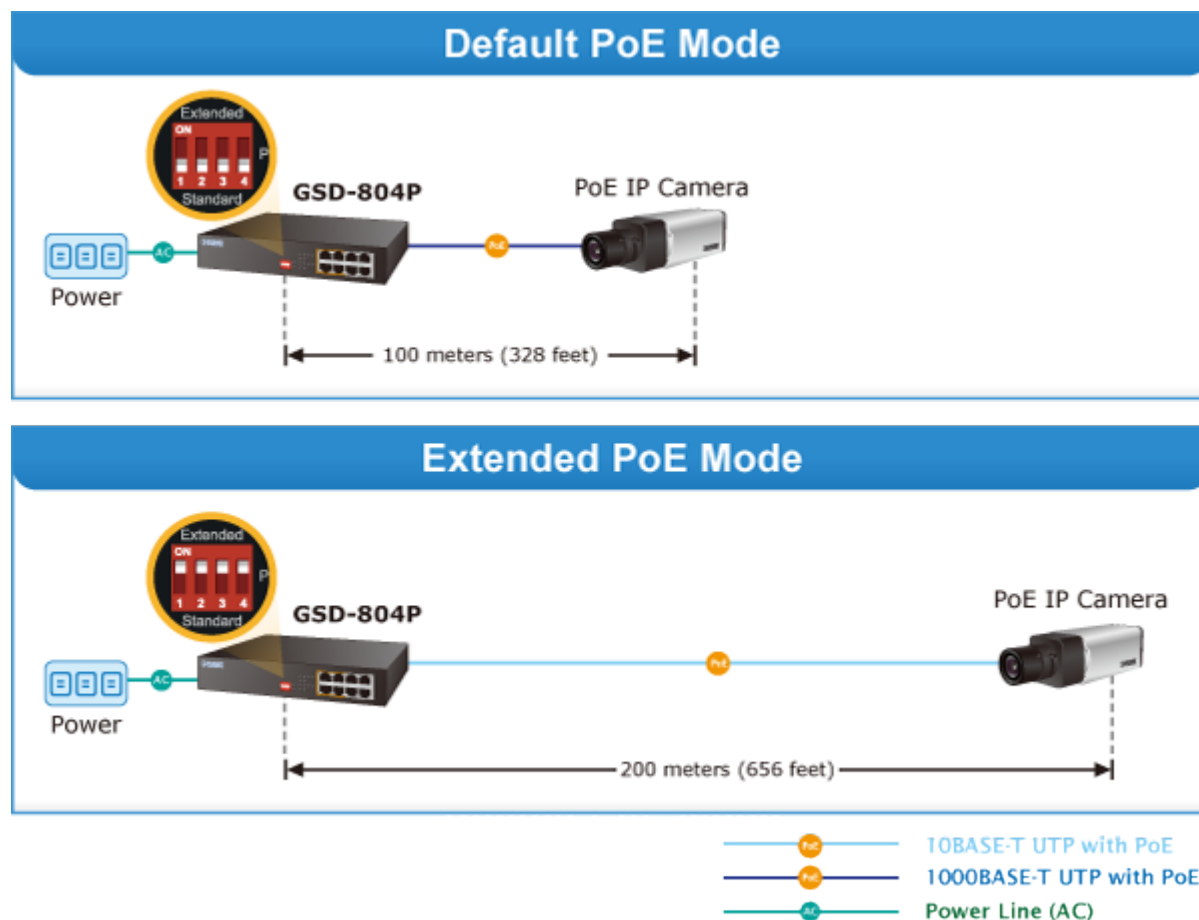 Default PoE Mode
Extended
ON
P
1 2 3 4
Standard
GSD-804P
PoE IP Camera
AC
PoE
Power
100 meters (328 feet)
Extended PoE Mode
Extended
ON
P
1 2 3 4
Standard
GSD-804P
PoE IP Camera
AC
PoE
Power
200 meters (656 feet)
PoE 10BASE-T UTP with PoE
PoE 1000BASE-T UTP with PoE
AC Power Line (AC)